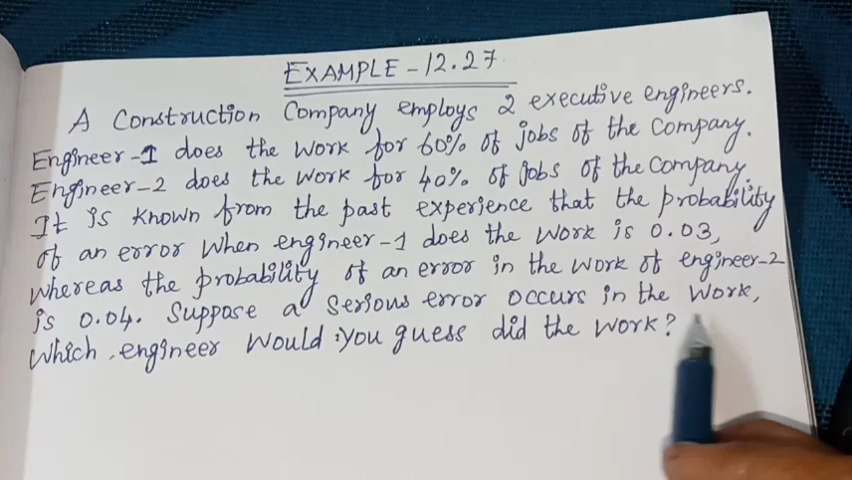 EXAMPLE - 12.27
A Construction Company employs 2 executive engineers.
Engineer-1 does the work for 60% of jobs of the Company.
Engineer-2 does the work for 40% of jobs of the Company.
It is known from the past experience that the probability
of an error when engineer-1 does the work is 0.03,
whereas the probability of an error in the work of engineer-2
is 0.04. Suppose a serious error occurs in the work,
which engineer would you guess did the work?